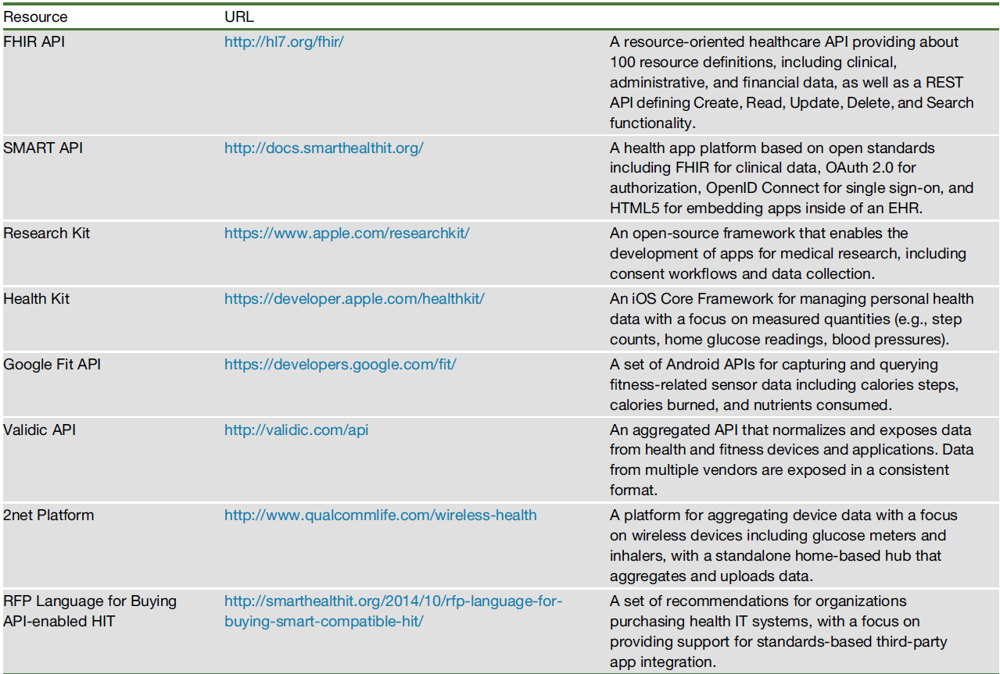 Resource URL
FHIR API http://hl7.org/fhir/ A resource-oriented healthcare API providing about
100 resource definitions, including clinical,
administrative, and financial data, as well as a REST
API defining Create, Read, Update, Delete, and Search
functionality.
SMART API http://docs.smarthealthit.org/ A health app platform based on open standards
including FHIR for clinical data, OAuth 2.0 for
authorization, OpenID Connect for single sign-on, and
HTML5 for embedding apps inside of an EHR.
Research Kit https://www.apple.com/researchkit/ An open-source framework that enables the
development of apps for medical research, including
consent workflows and data collection.
Health Kit https://developer.apple.com/healthkit/ An iOS Core Framework for managing personal health
data with a focus on measured quantities (e.g., step
counts, home glucose readings, blood pressures).
Google Fit API https://developers.google.com/fit/ A set of Android APIs for capturing and querying
fitness-related sensor data including calories steps,
calories burned, and nutrients consumed.
Validic API http://validic.com/api An aggregated API that normalizes and exposes data
from health and fitness devices and applications. Data
from multiple vendors are exposed in a consistent
format.
2net Platform http://www.qualcommlife.com/wireless-health A platform for aggregating device data with a focus
on wireless devices including glucose meters and
inhalers, with a standalone home-based hub that
aggregates and uploads data.
RFP Language for Buying http://smarthealthit.org/2014/10/rfp-language-for- A set of recommendations for organizations
API-enabled HIT buying-smart-compatible-hit/ purchasing health IT systems, with a focus on
providing support for standards-based third-party
app integration.